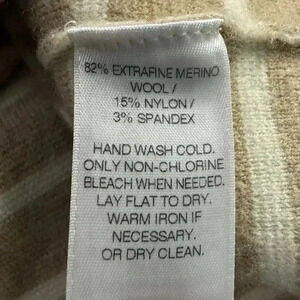 82% EXTRAFINE MERINO
WOOL /
15% NYLON /
3% SPANDEX
HAND WASH COLD.
ONLY NON-CHLORINE
BLEACH WHEN NEEDED.
LAY FLAT TO DRY.
WARM IRON IF
NECESSARY.
OR DRY CLEAN.